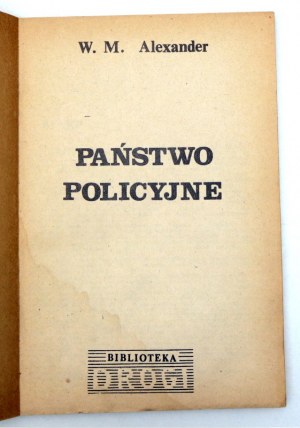 W. M. Alexander
PAŃSTWO
POLICYJNE
BIBLIOTEKA
DROGI